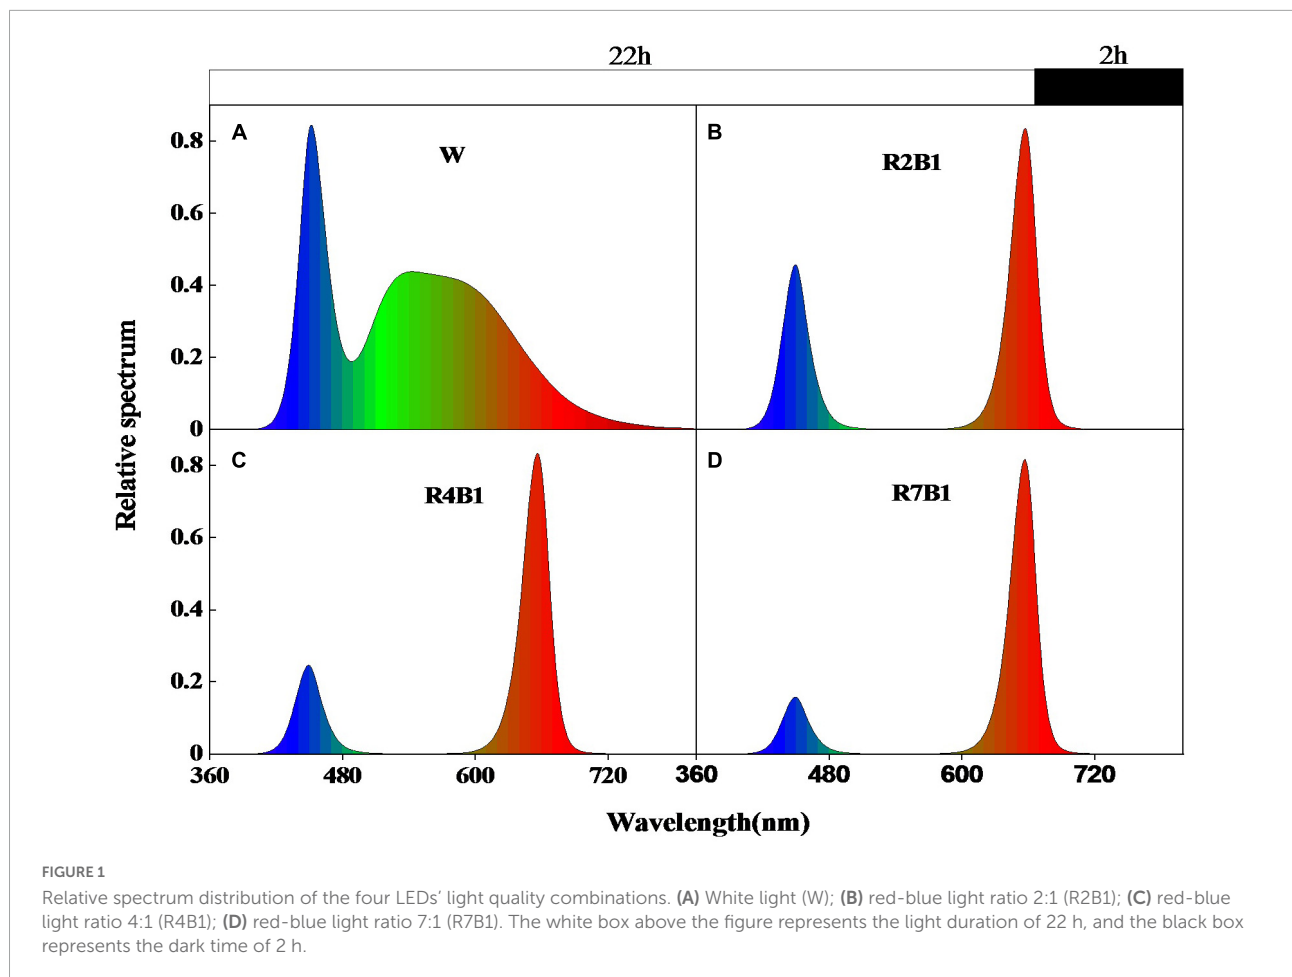 22h 2h
A W B R2B1
0.8
0.6
0.4
0.2
0
C R4B1 D R7B1
0.8
0.6
0.4
0.2
0
Relative spectrum
360 480 600 720 360 480 600 720
Wavelength(nm)
FIGURE 1
Relative spectrum distribution of the four LEDs’ light quality combinations. (A) White light (W); (B) red-blue light ratio 2:1 (R2B1); (C) red-blue
light ratio 4:1 (R4B1); (D) red-blue light ratio 7:1 (R7B1). The white box above the figure represents the light duration of 22 h, and the black box
represents the dark time of 2 h.